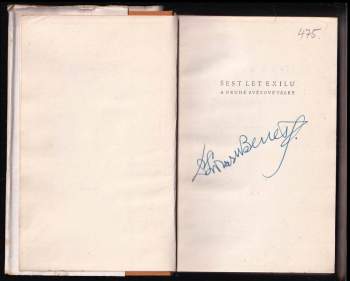 475.
ŠEST LET EXILU
A DRUHÉ SVĚTOVÉ VÁLKY